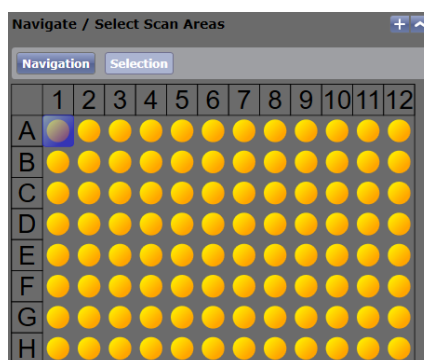 Navigate / Select Scan Areas
+
Navigation Selection
1 2 3 4 5 6 7 8 9 10 11 12
A
B
C
D
E
F
G
H